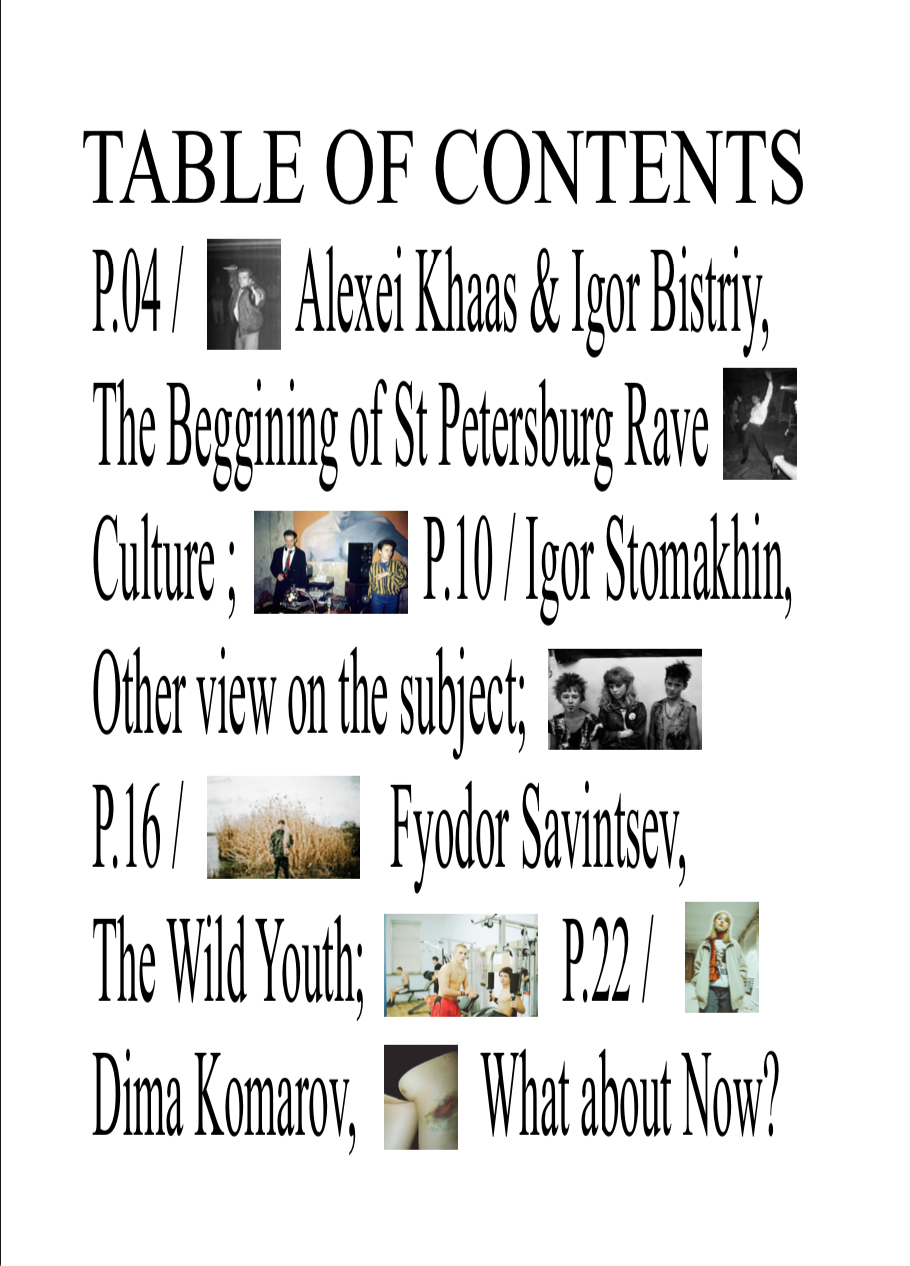 TABLE OF CONTENTS
P.04 / Alexei Khaas & Igor Bistriy,
The Beggining of St Petersburg Rave
Culture ; P.10 / Igor Stomakhin,
Other view on the subject;
P.16 / Fyodor Savintsev,
The Wild Youth; P.22 /
Dima Komarov, What about Now?